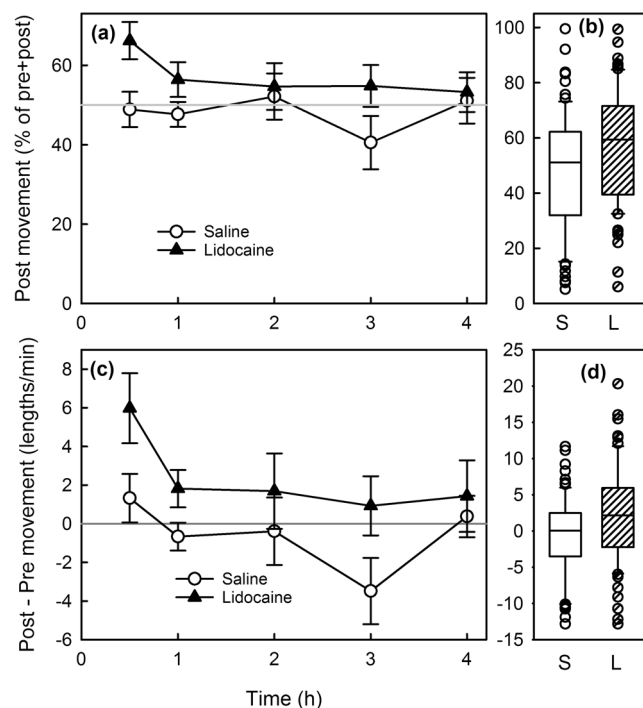 (a)
Post movement (% of pre+post)
60
40
20
0
Saline
Lidocaine
0 1 2 3 4
(b)
100
80
60
40
20
0
S L
(c)
Post - Pre movement (lengths/min)
8
6
4
2
0
-2
-4
-6
Saline
Lidocaine
0 1 2 3 4
Time (h)
(d)
25
20
15
10
5
0
-5
-10
-15
S L